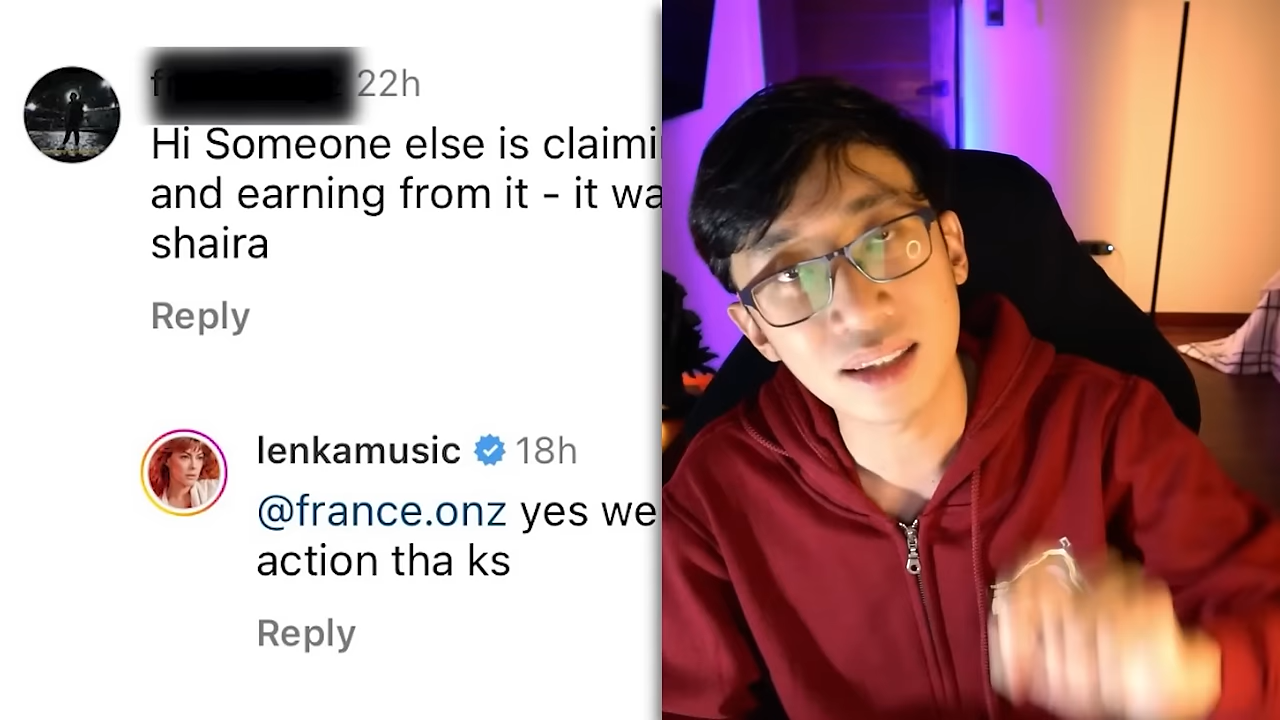 22h
Hi Someone else is claimi
and earning from it - it wa
shaira
Reply
lenkamusic 18h
@france.onz yes we
action tha ks
Reply